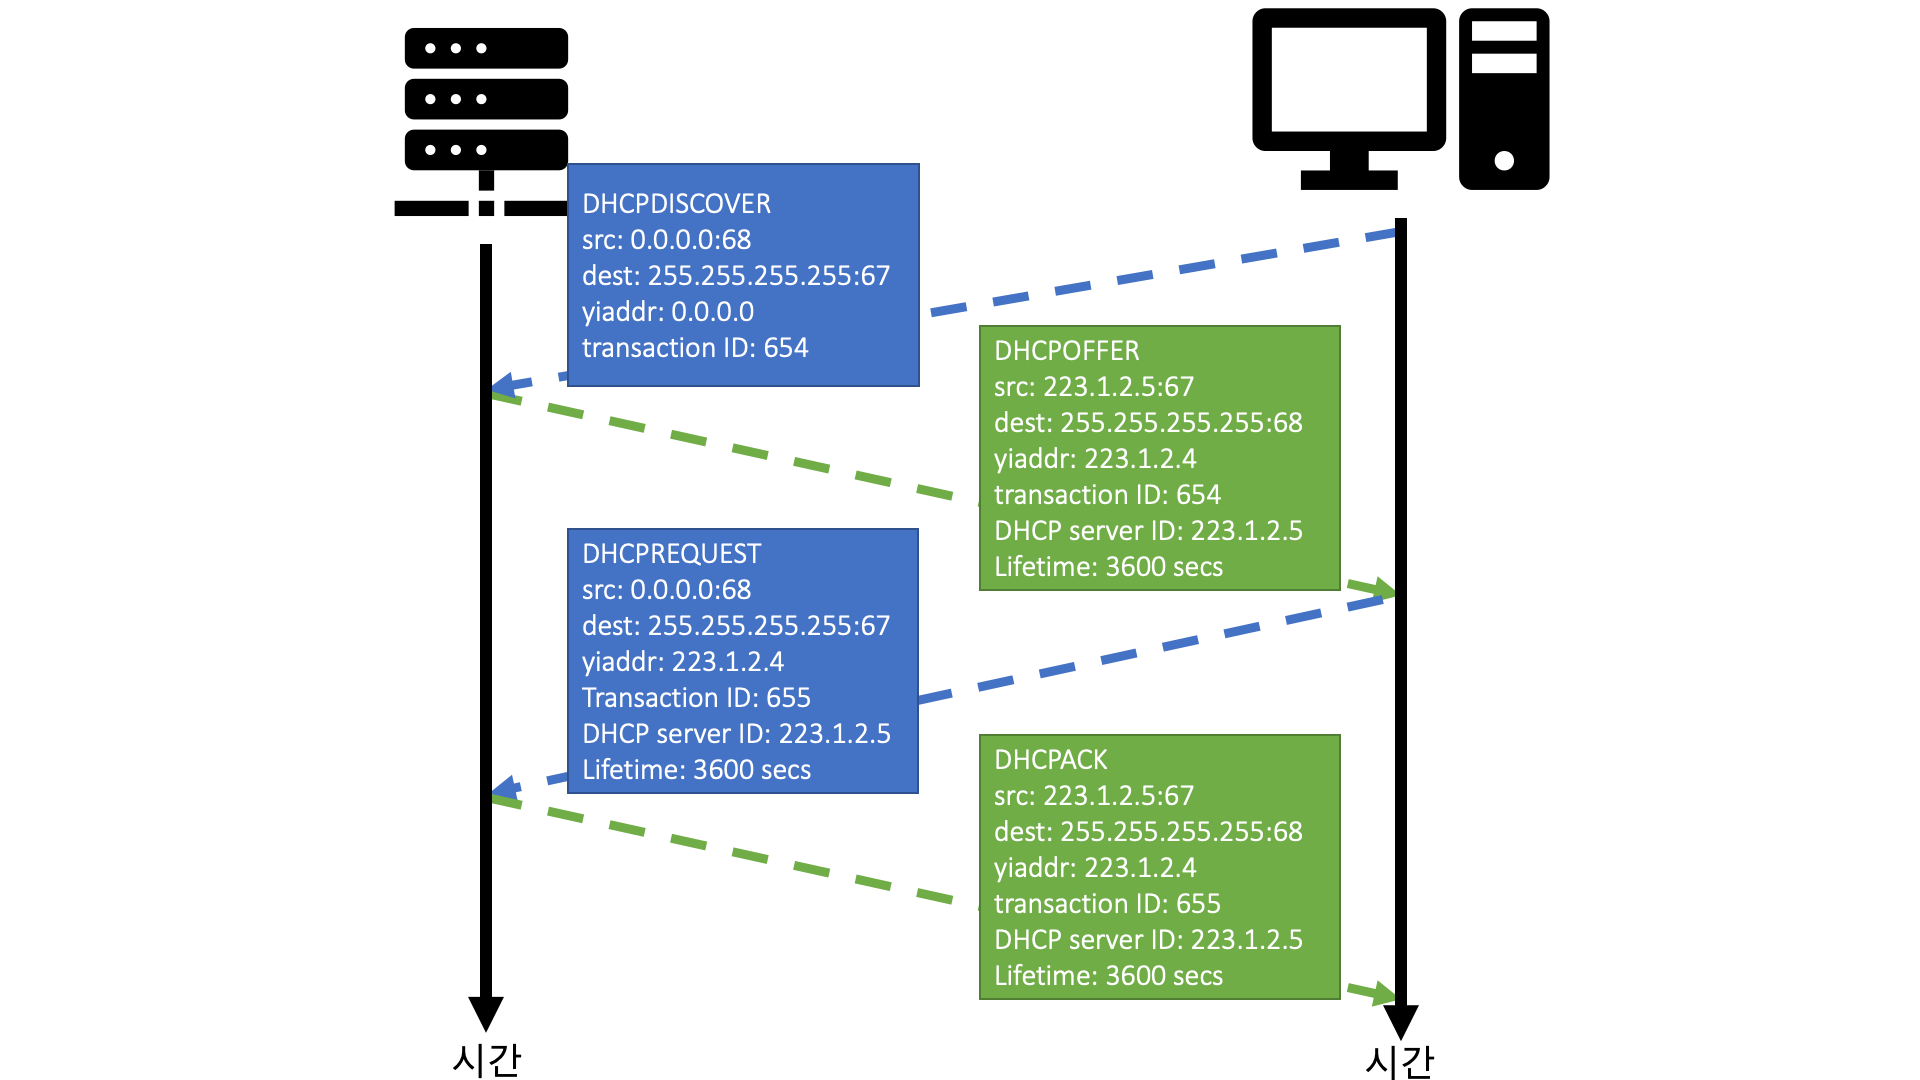 DHCPDISCOVER
src: 0.0.0.0:68
dest: 255.255.255.255:67
yiaddr: 0.0.0.0
transaction ID: 654
DHCPOFFER
src: 223.1.2.5:67
dest: 255.255.255.255:68
yiaddr: 223.1.2.4
transaction ID: 654
DHCP server ID: 223.1.2.5
Lifetime: 3600 secs
DHCPREQUEST
src: 0.0.0.0:68
dest: 255.255.255.255:67
yiaddr: 223.1.2.4
Transaction ID: 655
DHCP server ID: 223.1.2.5
Lifetime: 3600 secs
DHCPACK
src: 223.1.2.5:67
dest: 255.255.255.255:68
yiaddr: 223.1.2.4
transaction ID: 655
DHCP server ID: 223.1.2.5
Lifetime: 3600 secs
시간
시간